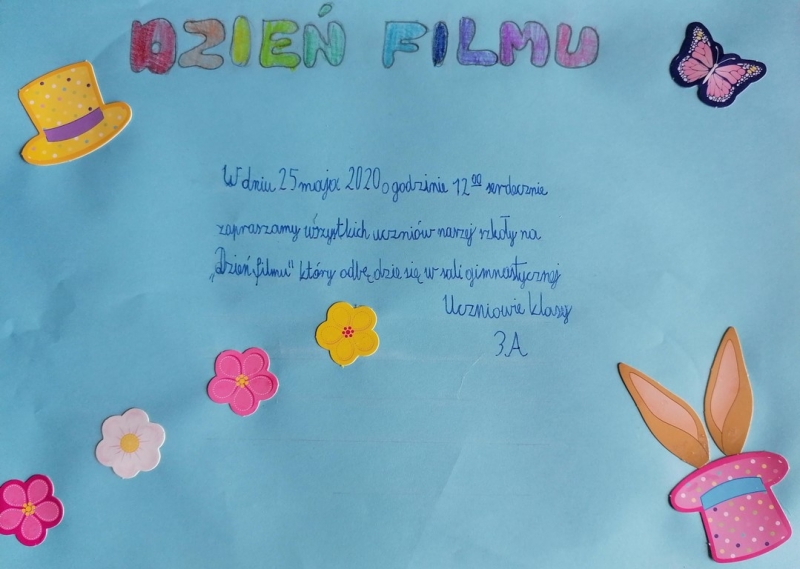 DZIEŃ FILMU
W dniu 25 maja 2020 o godzinie 12⁰⁰ serdecznie
zapraszamy wszystkich uczniów naszej szkoły na
„Dzień filmu" który odbędzie się w sali gimnastycznej
Uczniowie klasy
3A